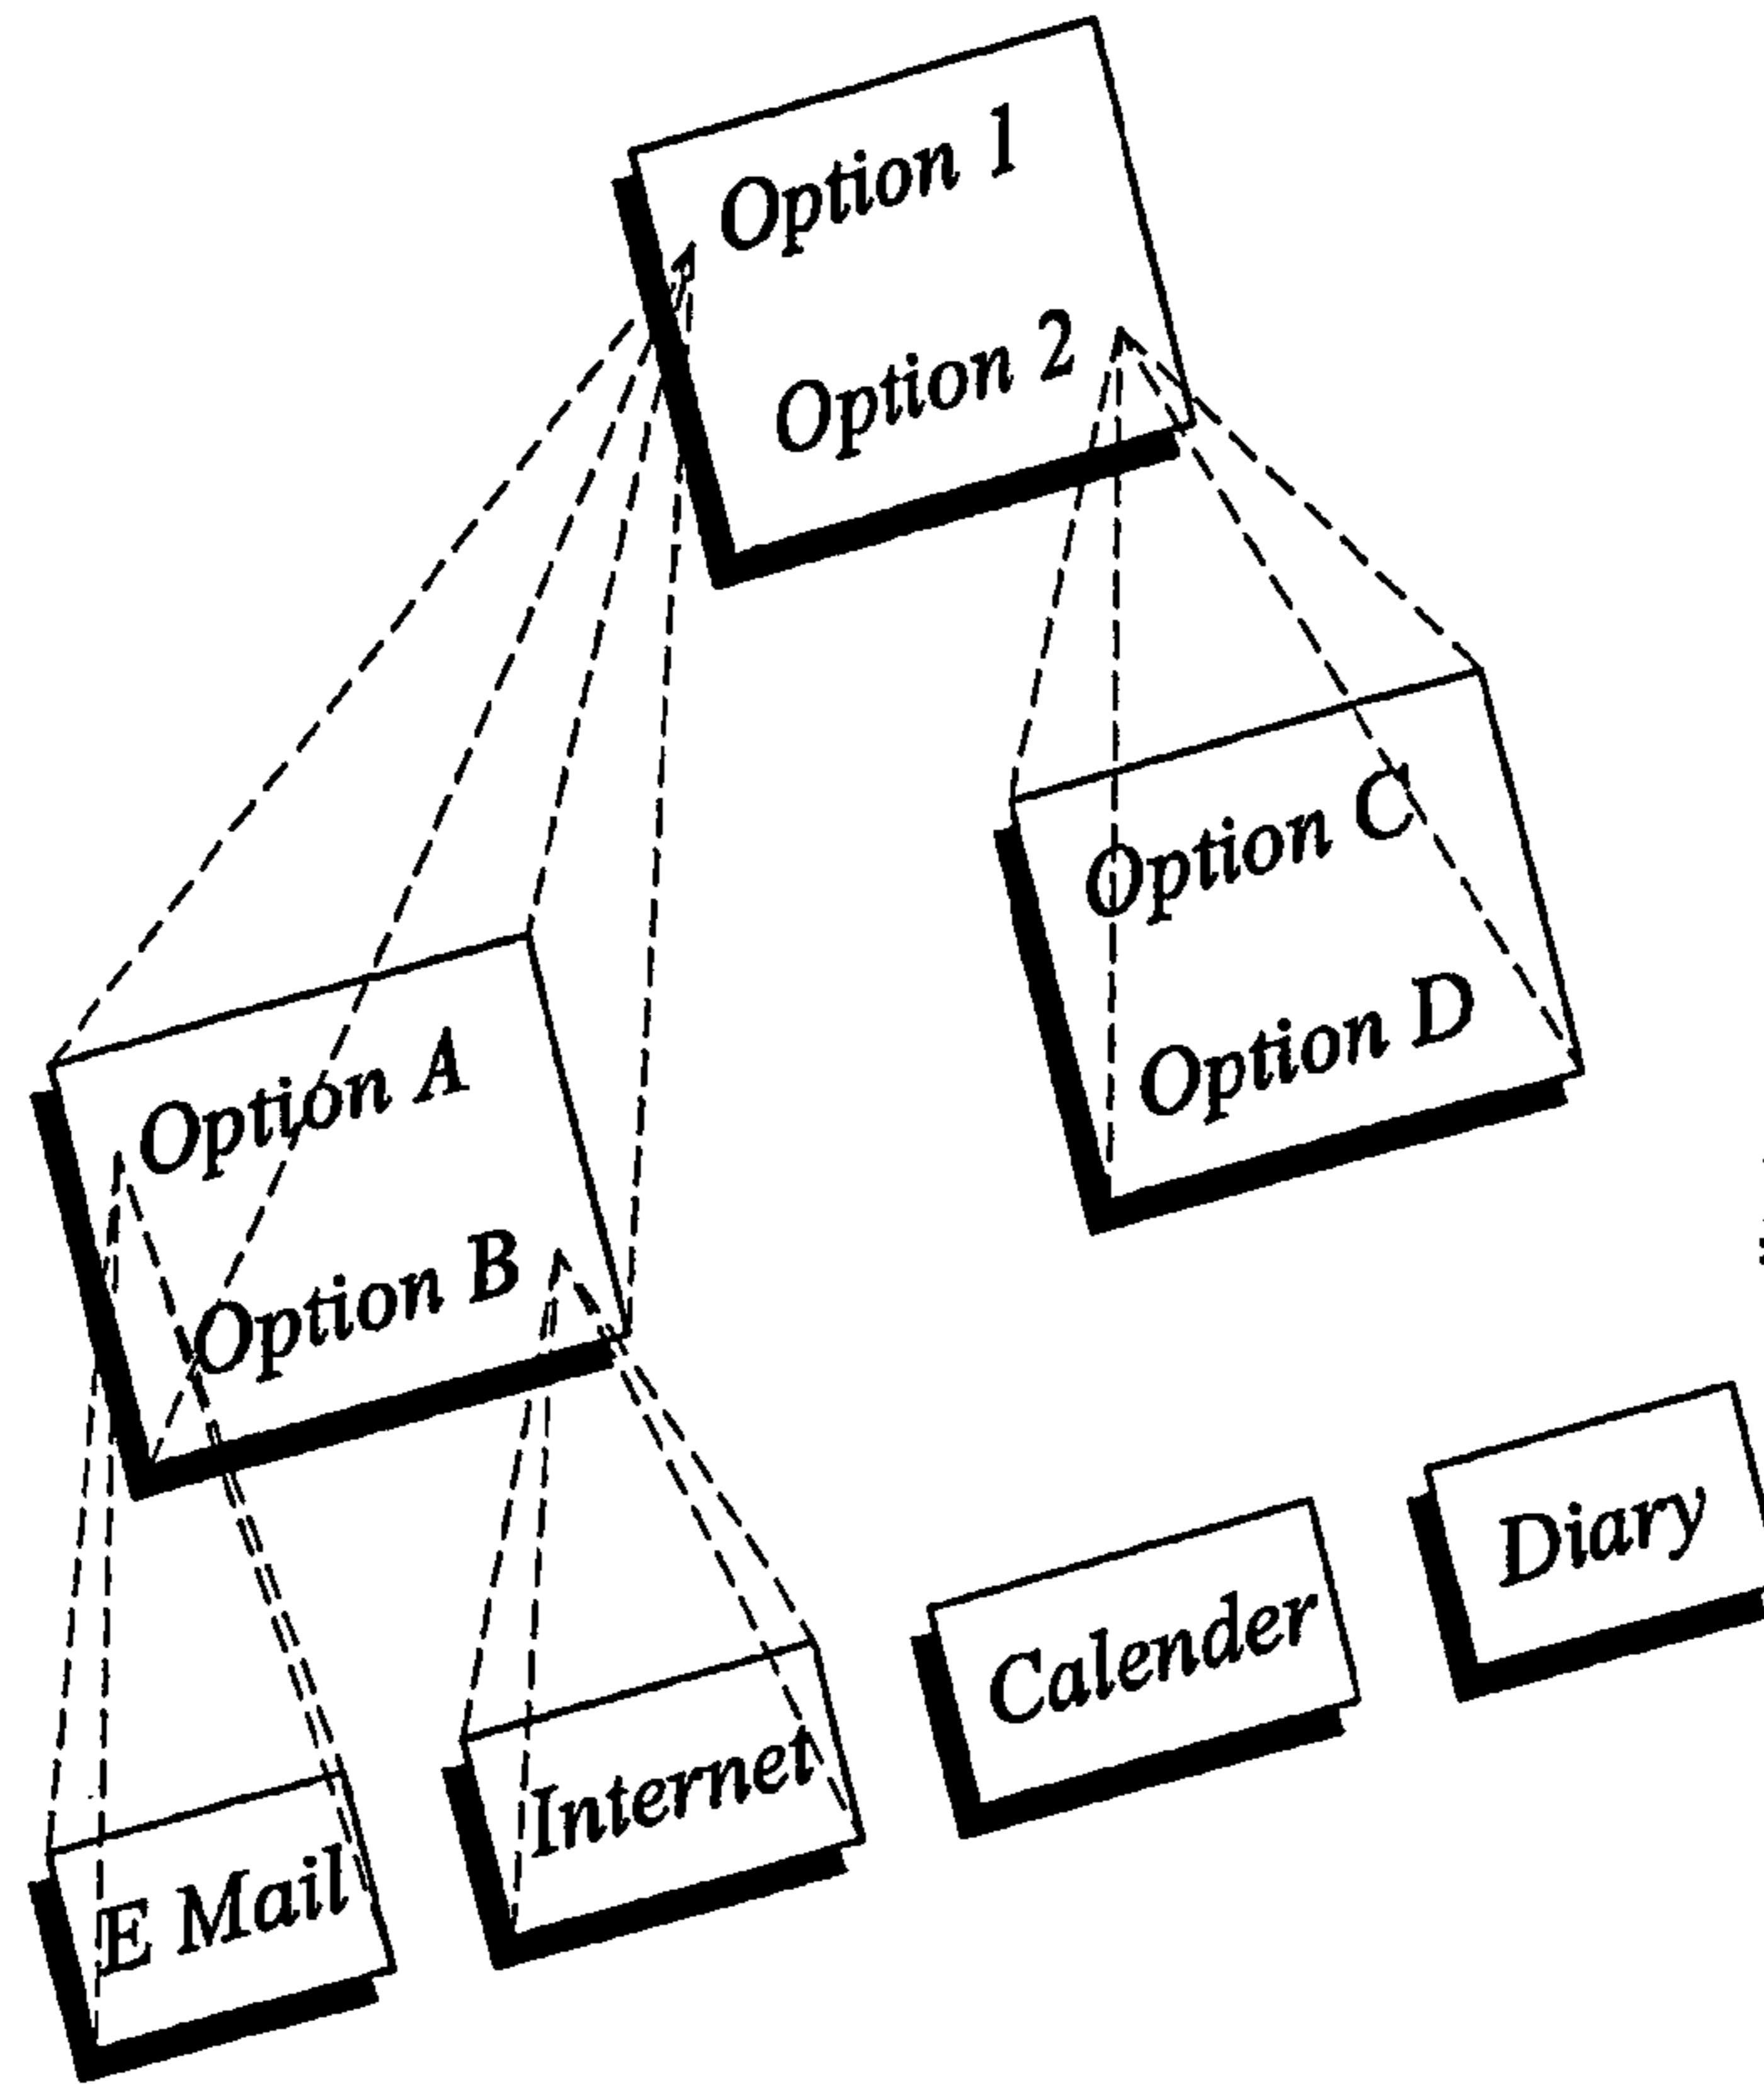 Option 1
Option 2
Option C
Option D
Option A
Option B
Diary
Calender
Internet
E Mail